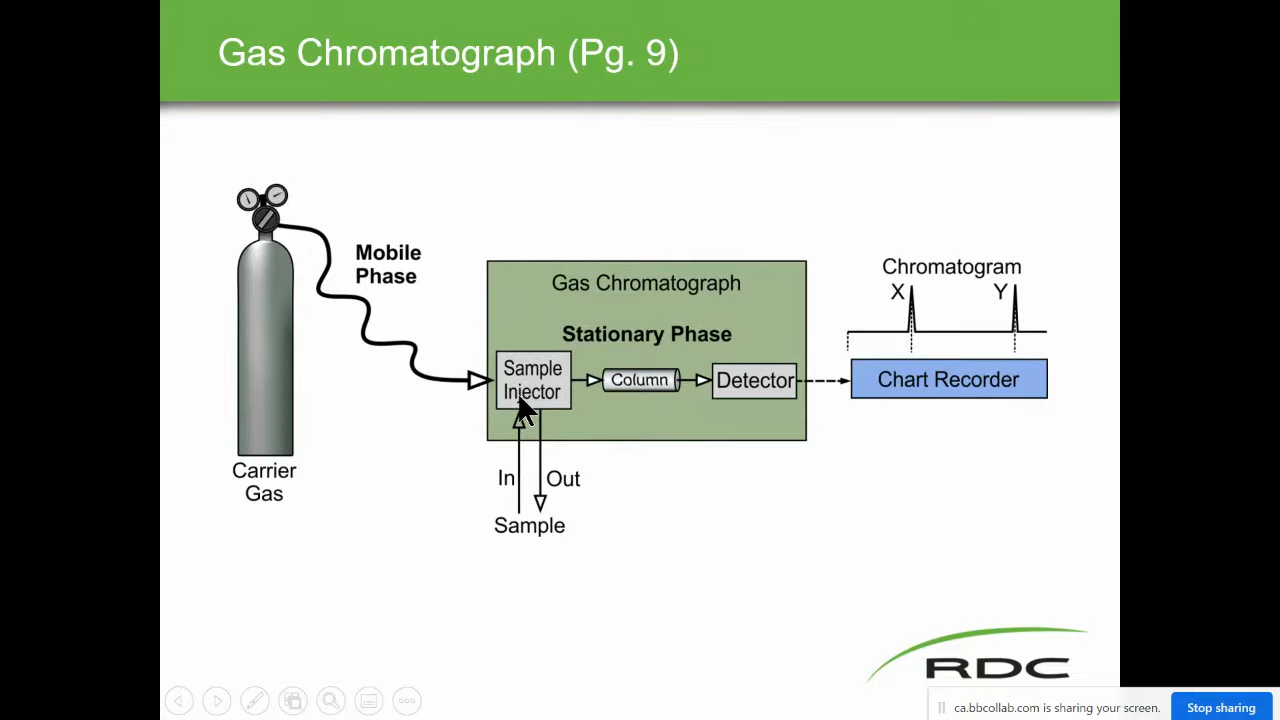 Gas Chromatograph (Pg. 9)
Mobile
Phase
Carrier
Gas
Gas Chromatograph
Stationary Phase
Sample
Injector
Column
Detector
In
Out
Sample
Chromatogram
X
Y
Chart Recorder
RDC
ca.bbcollab.com is sharing your screen.
Stop sharing